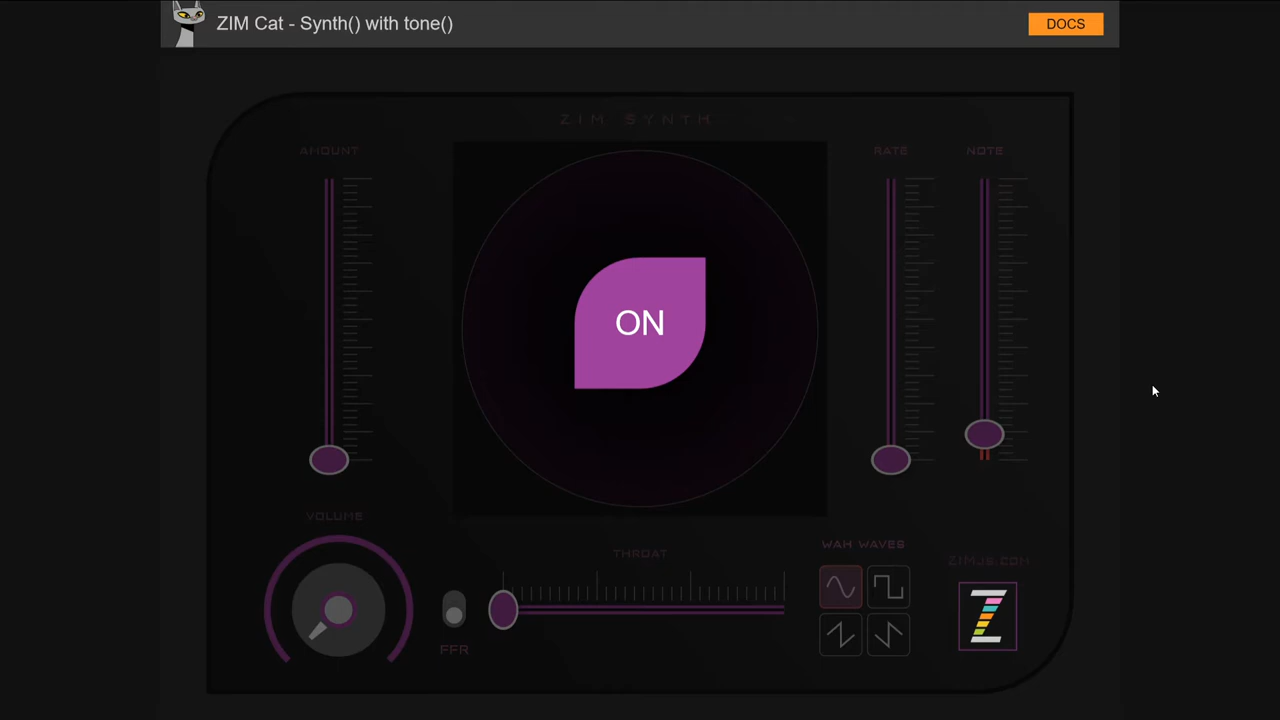 ZIM Cat - Synth() with tone()
DOCS
ZIM SYNTH
AMOUNT
RATE
NOTE
ON
VOLUME
THROAT
WAH WAVES
ZIMJS.COM
FFR